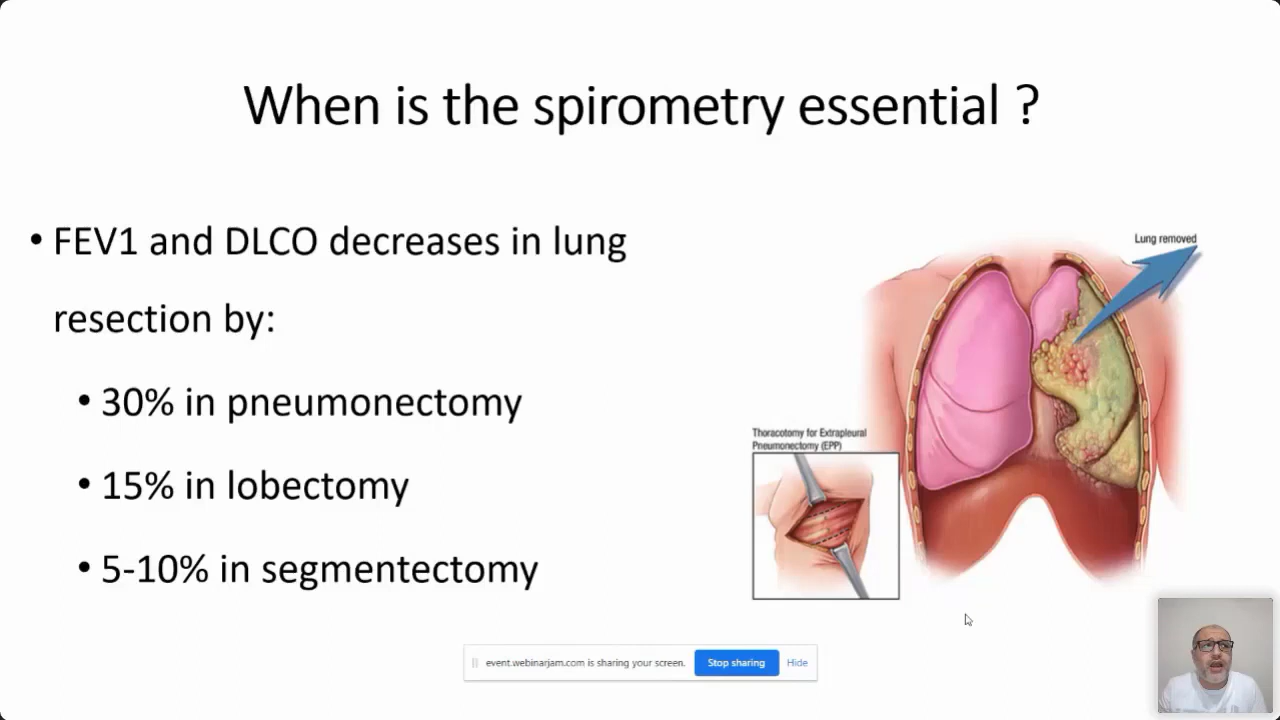 When is the spirometry essential ?
• FEV1 and DLCO decreases in lung
resection by:
• 30% in pneumonectomy
• 15% in lobectomy
• 5-10% in segmentectomy
Lung removed
Thoracotomy for Extrapleural
Pneumonectomy (EPP)
event.webinarjam.com is sharing your screen.
Stop sharing
Hide